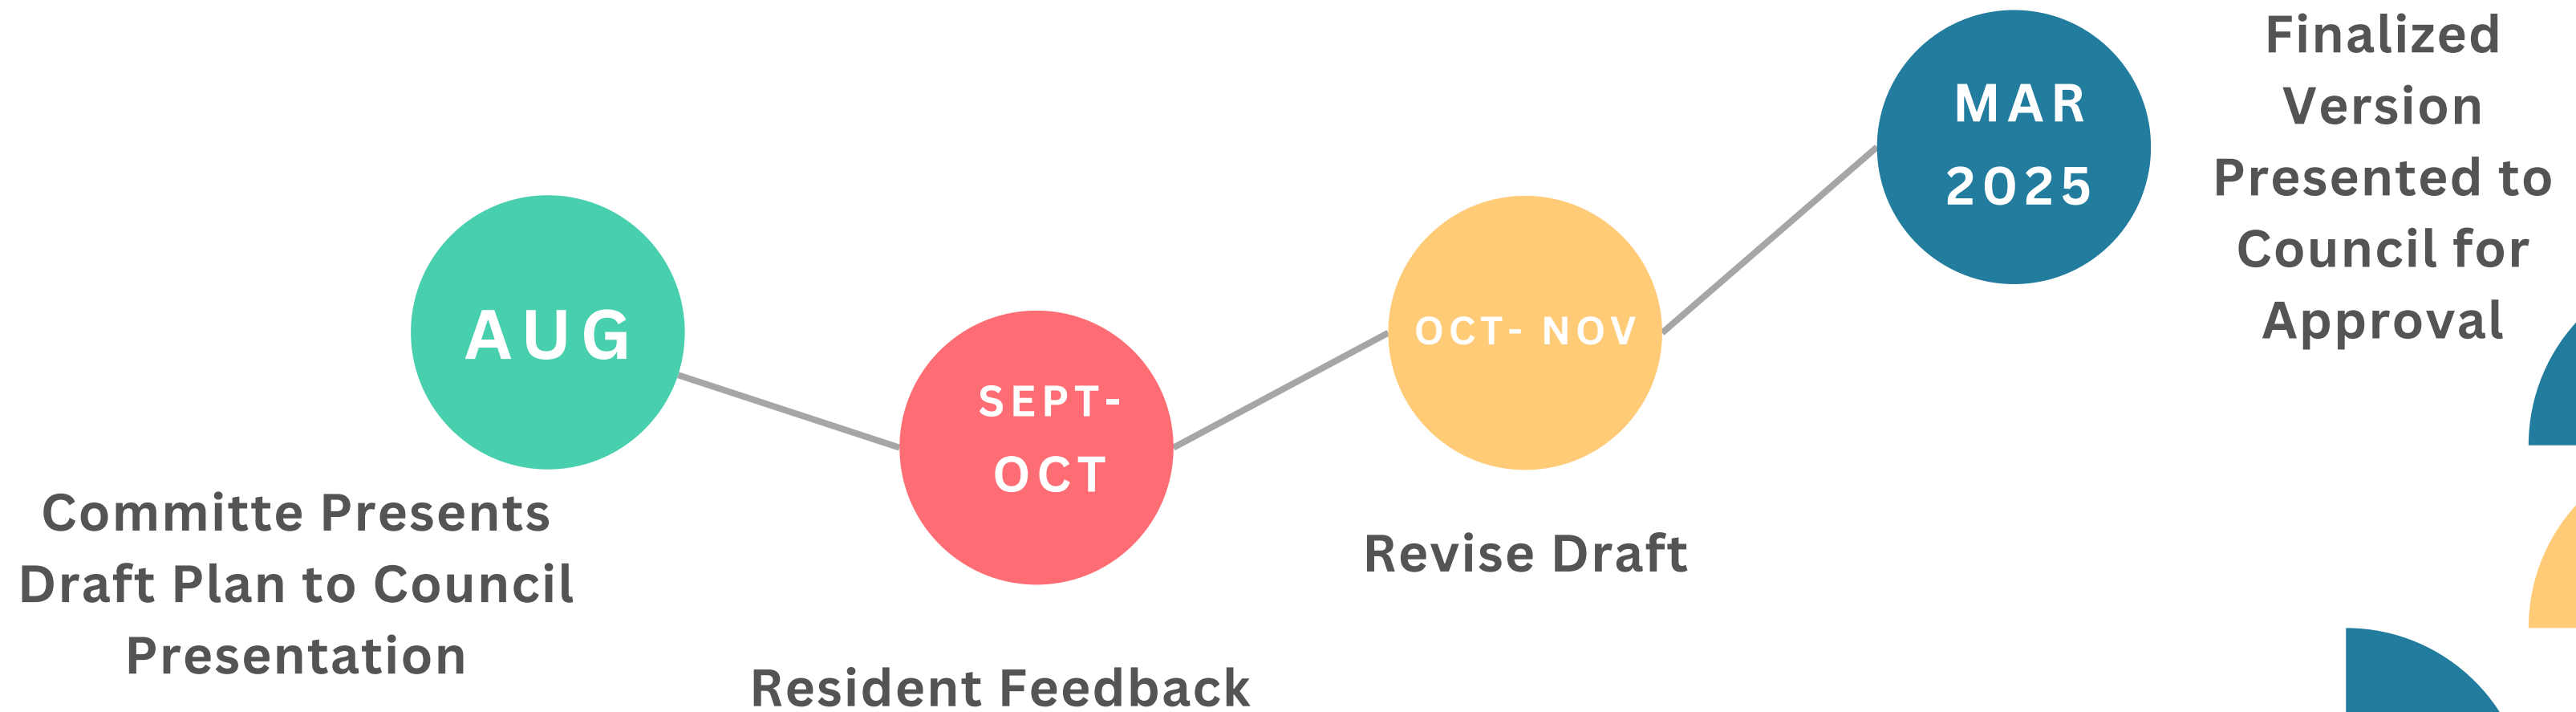 AUG
Committe Presents
Draft Plan to Council
Presentation
SEPT-
OCT
Resident Feedback
OCT- NOV
Revise Draft
MAR
2025
Finalized
Version
Presented to
Council for
Approval